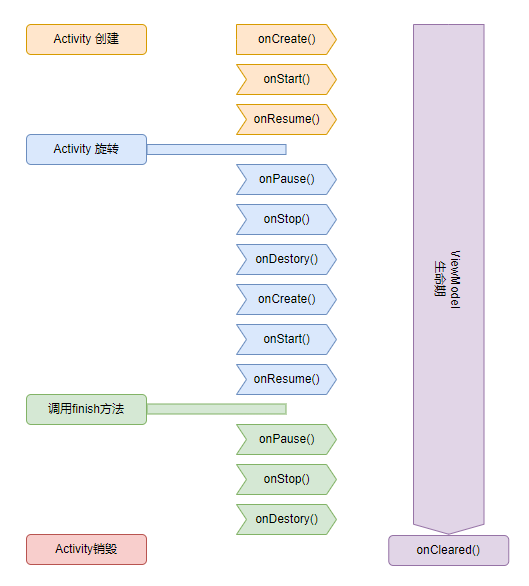 Activity 创建
onCreate()
onStart()
onResume()
Activity 旋转
onPause()
onStop()
onDestory()
onCreate()
onStart()
onResume()
调用finish方法
onPause()
onStop()
onDestory()
Activity销毁
ViewModel
生命期
onCleared()